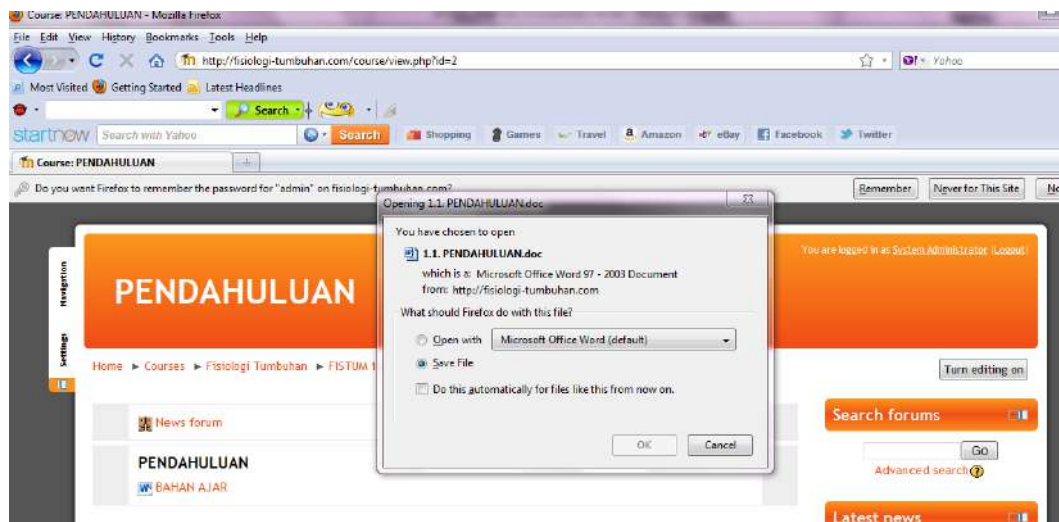 Course: PENDAHULUAN - Mozilla Firefox
File Edit View History Bookmarks Tools Help
http://fisiologi-tumbuhan.com/course/view.php?id=2
Yahoo
Most Visited Getting Started Latest Headlines
Search
startnow Search with Yahoo Search Shopping Games Travel Amazon eBay Facebook Twitter
Course: PENDAHULUAN
Do you want Firefox to remember the password for "admin" on fisiologi-tumbuhan.com? Remember Never for This Site
Opening 1.1. PENDAHULUAN.doc
You have chosen to open
1.1. PENDAHULUAN.doc
which is a: Microsoft Office Word 97 - 2003 Document
from: http://fisiologi-tumbuhan.com
What should Firefox do with this file?
Open with Microsoft Office Word (default)
Save File
Do this automatically for files like this from now on.
OK Cancel
You are logged in as System Administrator (Logout)
Navigation
Settings
PENDAHULUAN
Home ► Courses ► Fisiologi Tumbuhan ► FISTUM 1
Turn editing on
News forum
PENDAHULUAN
BAHAN AJAR
Search forums
Go
Advanced search
Latest news